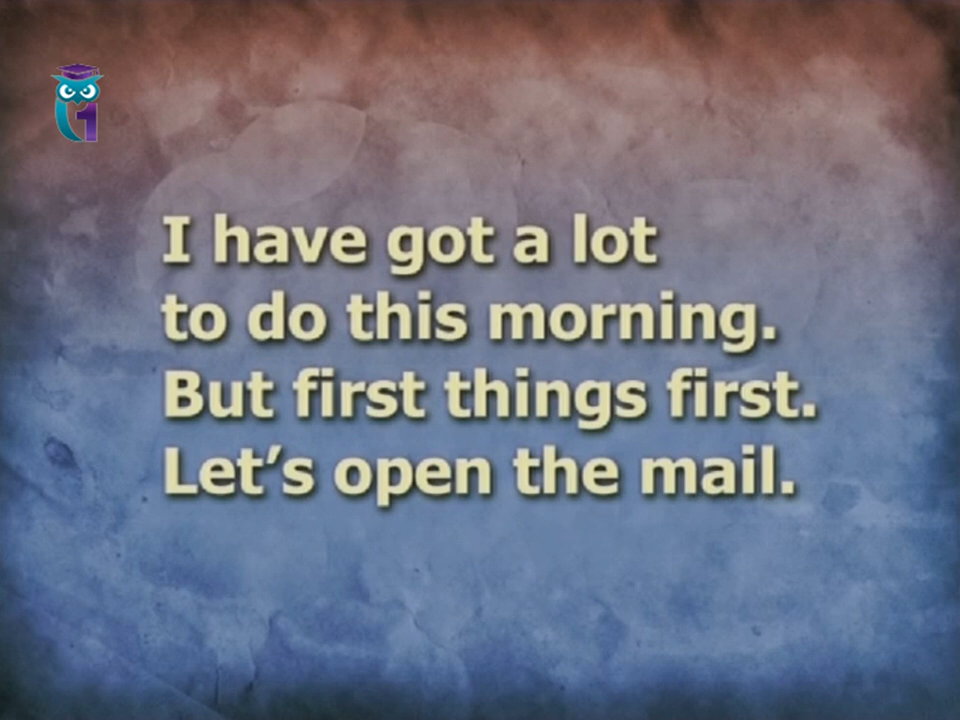 I have got a lot
to do this morning.
But first things first.
Let’s open the mail.